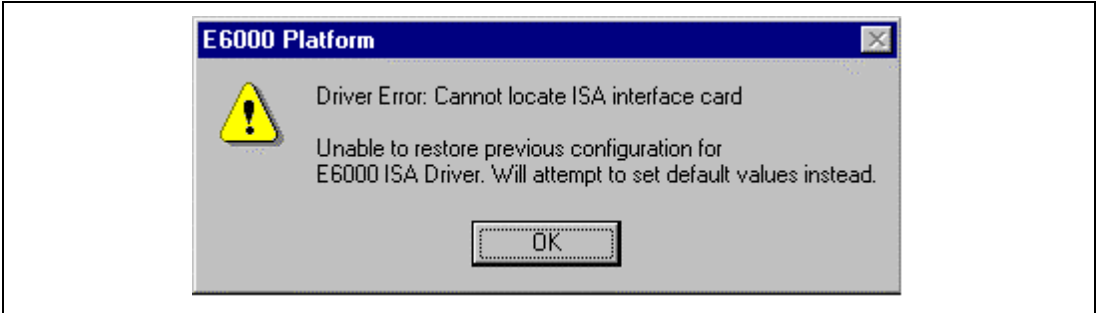 E6000 Platform
Driver Error: Cannot locate ISA interface card
Unable to restore previous configuration for
E6000 ISA Driver. Will attempt to set default values instead.
OK